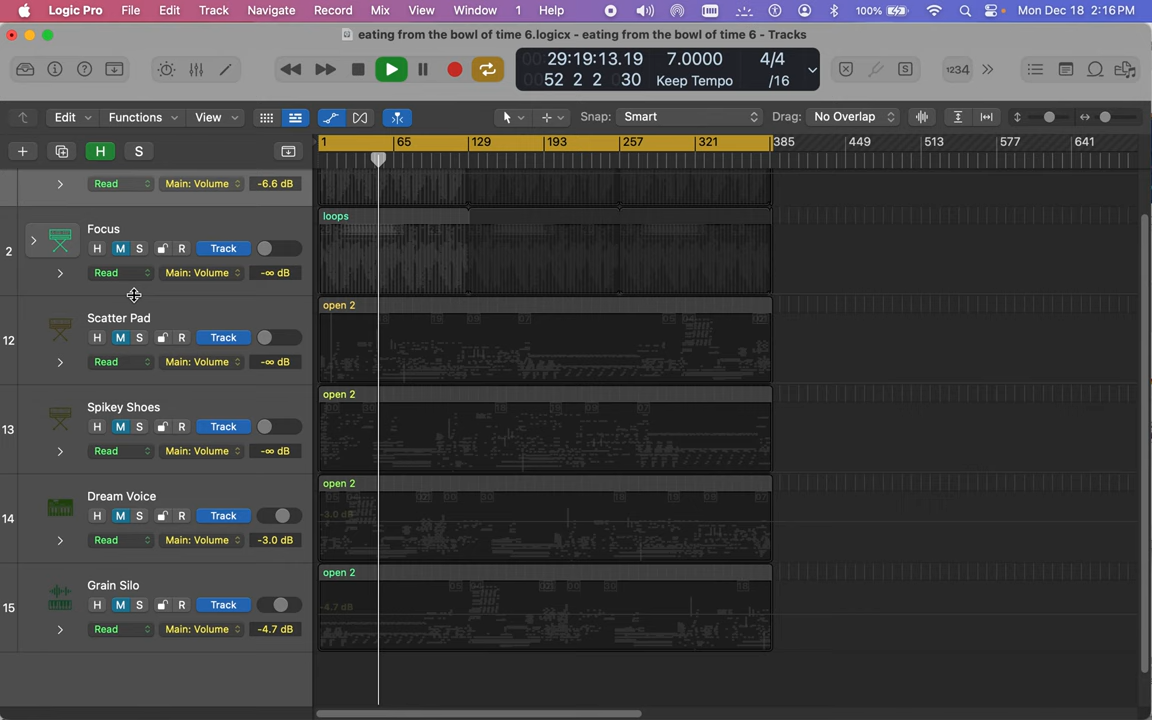 Logic Pro File Edit Track Navigate Record Mix View Window 1 Help 100% Mon Dec 18 2:16 PM
eating from the bowl of time 6.logicx - eating from the bowl of time 6 - Tracks
29:19:13.19 7.0000 4/4
52 2 2 30 Keep Tempo /16
1234
Edit Functions View Snap: Smart Drag: No Overlap
H S
1 65 129 193 257 321 385 449 513 577 641
Read Main: Volume -6.6 dB
loops
2 Focus
H M S R Track
Read Main: Volume -∞ dB
open 2
12 Scatter Pad
H M S R Track
Read Main: Volume -∞ dB
open 2
13 Spikey Shoes
H M S R Track
Read Main: Volume -∞ dB
open 2
14 Dream Voice
H M S R Track
-3.0 dB
Read Main: Volume -3.0 dB
open 2
15 Grain Silo
H M S R Track
-4.7 dB
Read Main: Volume -4.7 dB